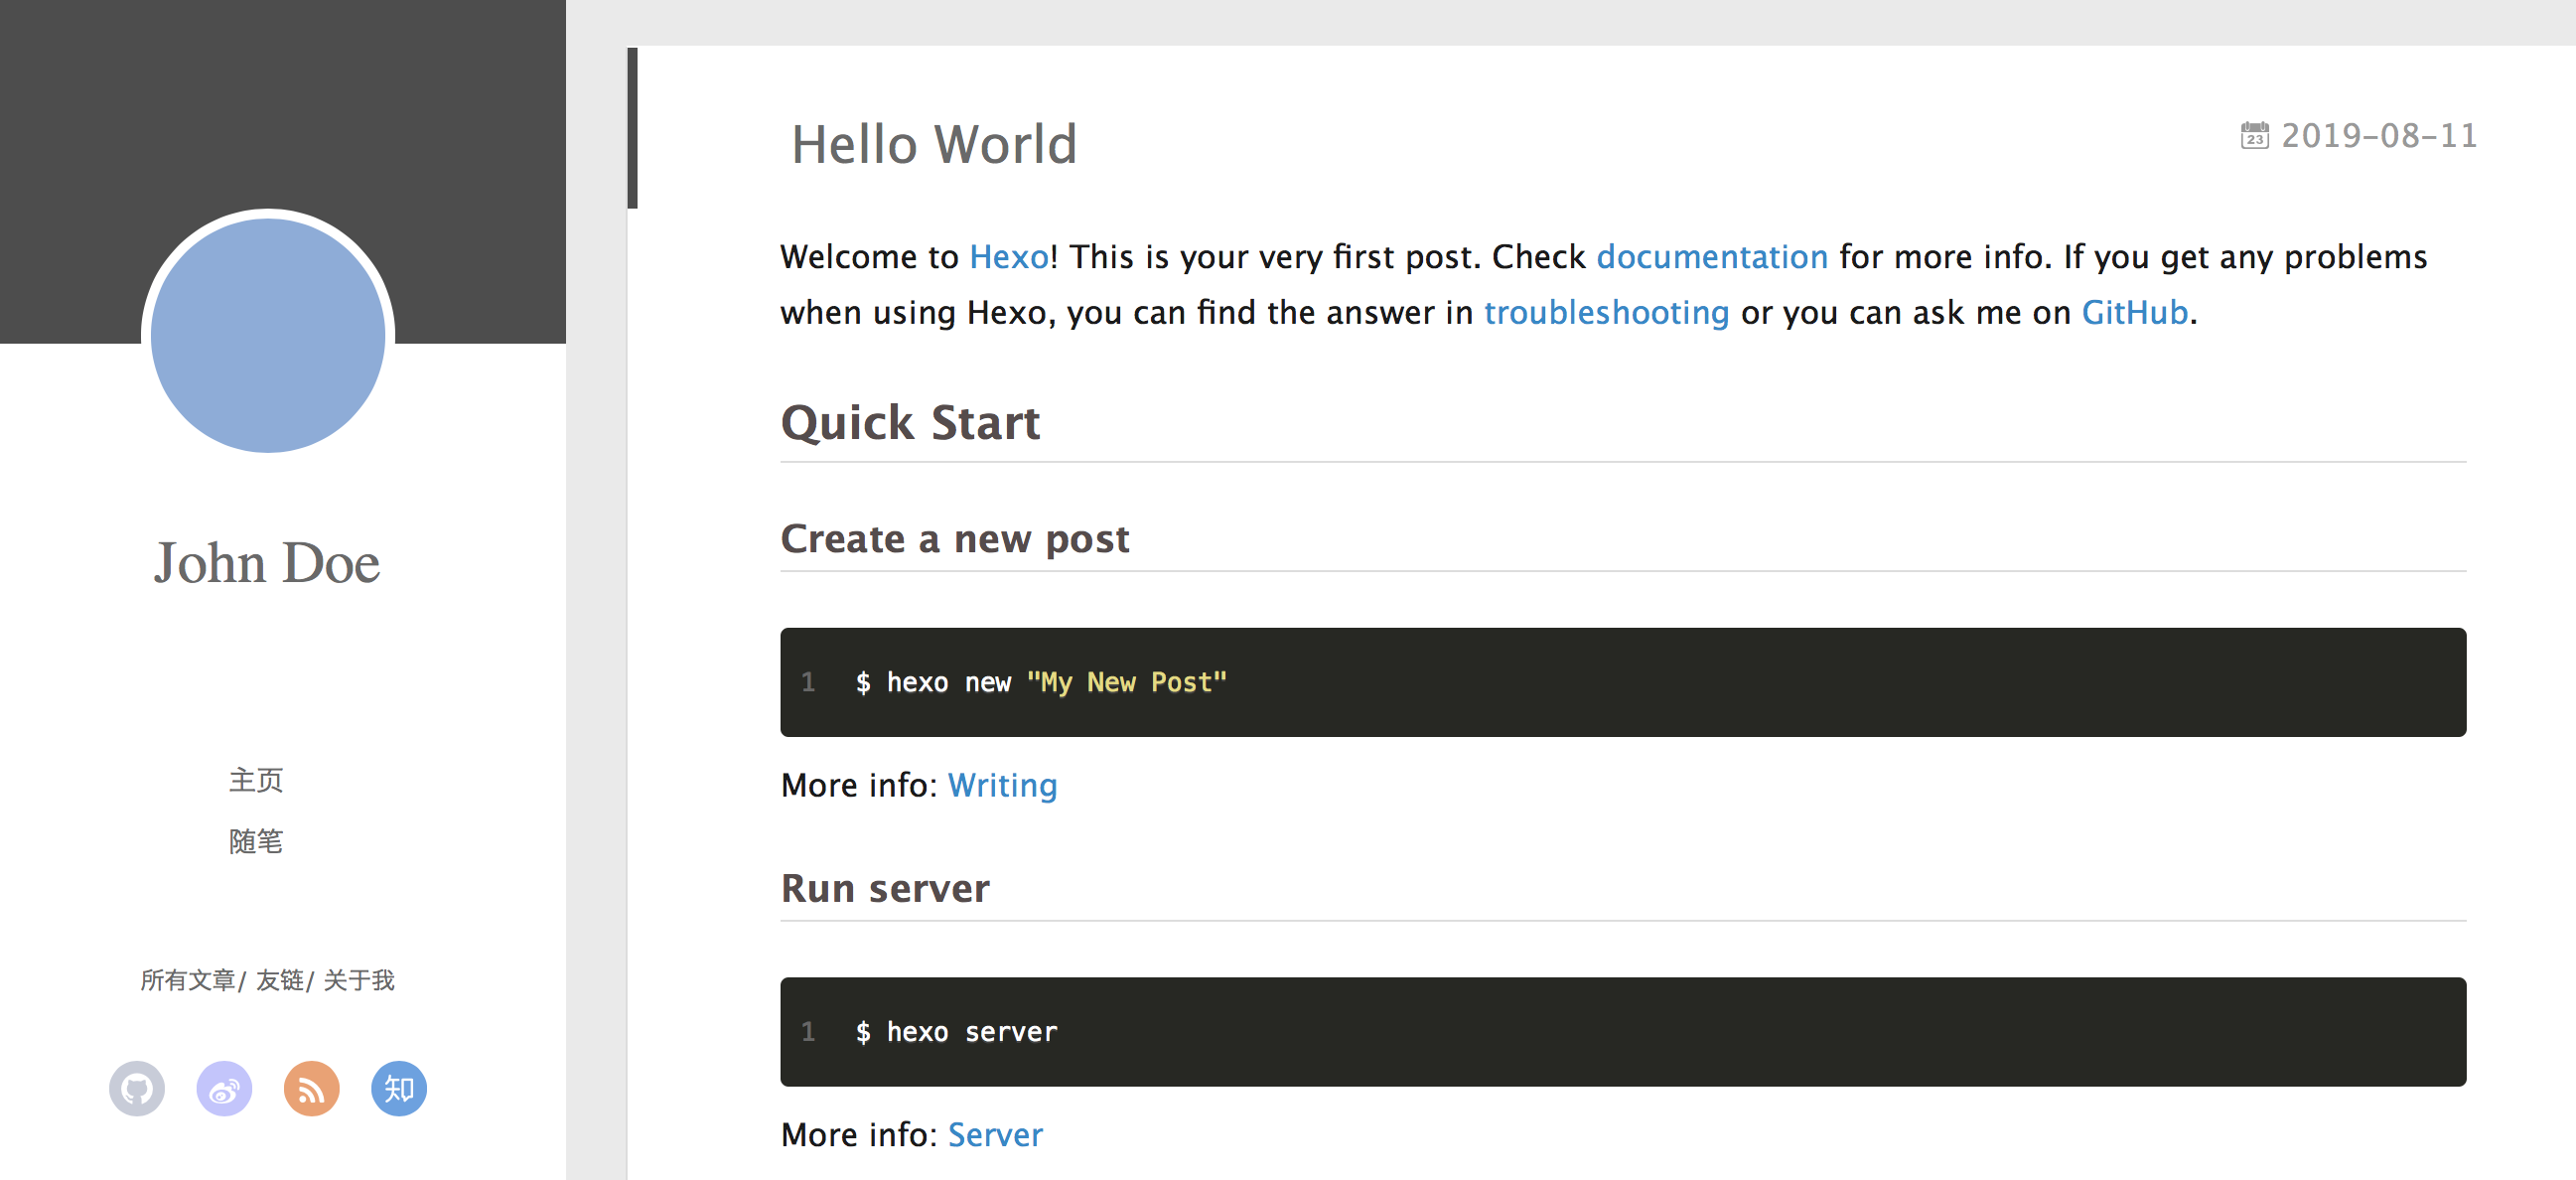 John Doe
主页
随笔
所有文章/ 友链/ 关于我
知
Hello World
23 2019-08-11
Welcome to Hexo! This is your very first post. Check documentation for more info. If you get any problems
when using Hexo, you can find the answer in troubleshooting or you can ask me on GitHub.
Quick Start
Create a new post
1 $ hexo new "My New Post"
More info: Writing
Run server
1 $ hexo server
More info: Server